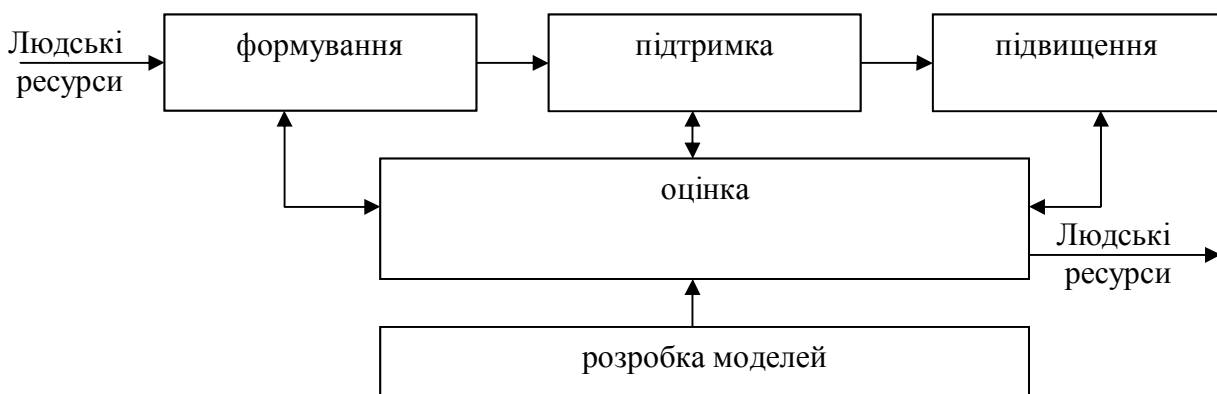 Людські
ресурси
формування
підтримка
підвищення
оцінка
Людські
ресурси
розробка моделей